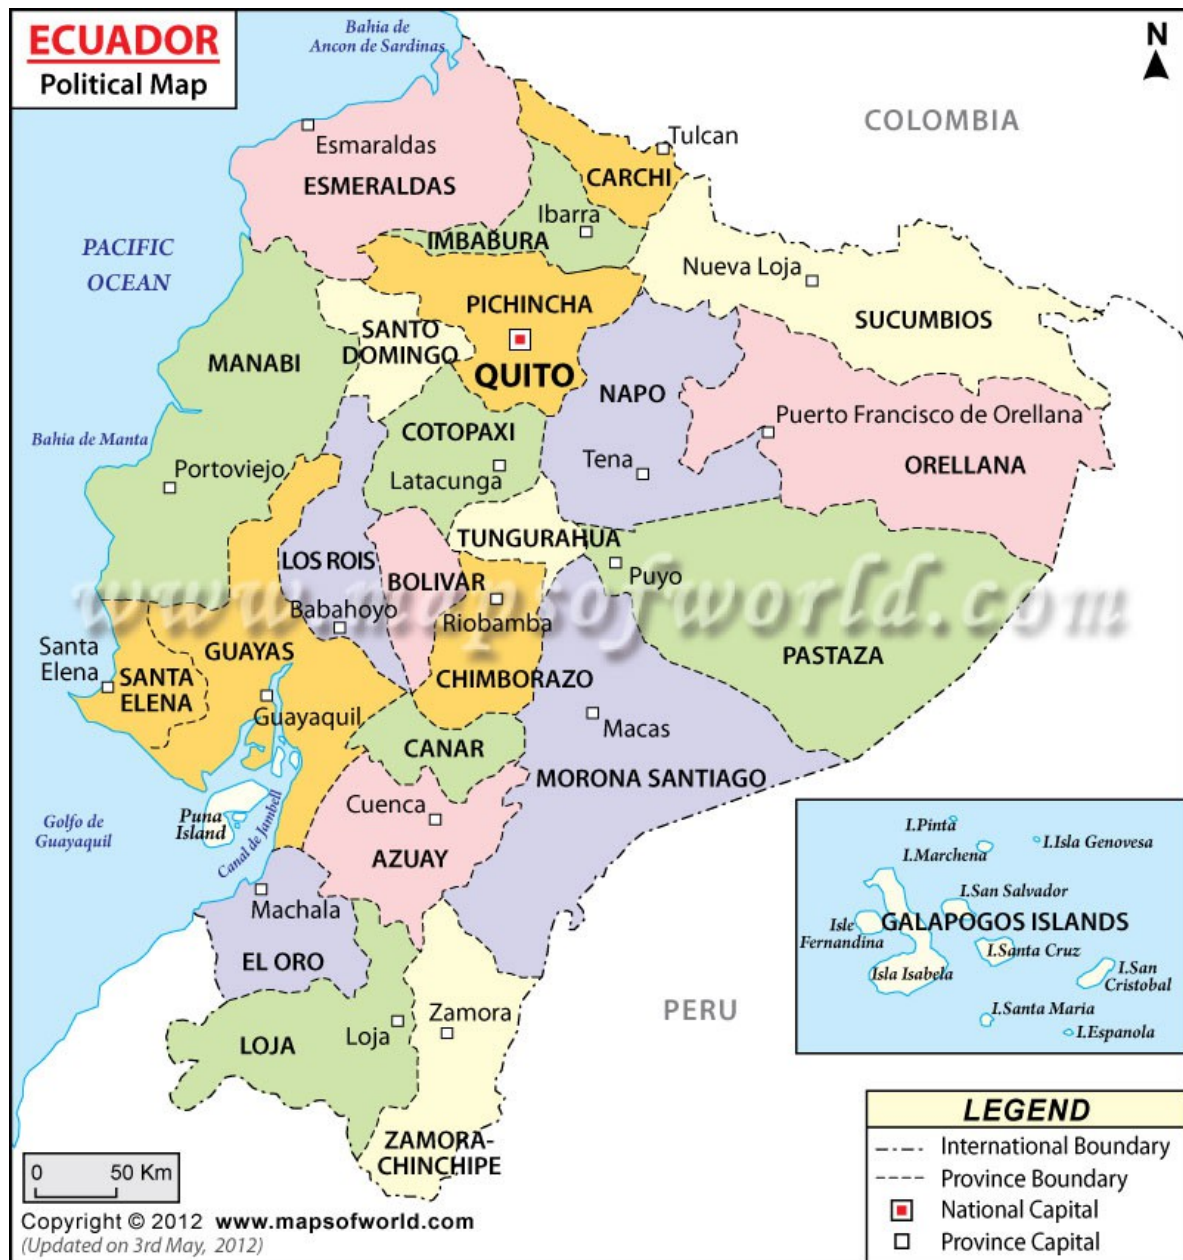 ECUADOR
Political Map
Bahia de
Ancon de Sardinas
N
COLOMBIA
Tulcan
Esmaraldas
ESMERALDAS
CARCHI
Ibarra
IMBABURA
PACIFIC
OCEAN
Nueva Loja
PICHINCHA
SUCUMBIOS
SANTO
DOMINGO
MANABI
QUITO
NAPO
Puerto Francisco de Orellana
Bahia de Manta
COTOPAXI
Portoviejo
Latacunga
Tena
ORELLANA
TUNGURAHUA
LOS ROIS
BOLIVAR
Puyo
www.mapsofworld.com
Babahoyo
Riobamba
Santa
Elena
GUAYAS
PASTAZA
SANTA
ELENA
CHIMBORAZO
Guayaquil
Macas
CANAR
MORONA SANTIAGO
Cuenca
Puna
Island
Golfo de
Guayaquil
Canal de Jambell
AZUAY
I.Pinta
I.Isla Genovesa
I.Marchena
Machala
I.San Salvador
GALAPOGOS ISLANDS
Isle
Fernandina
I.Santa Cruz
EL ORO
Isla Isabela
I.San
Cristobal
PERU
Zamora
I.Santa Maria
LOJA
Loja
I.Espanola
LEGEND
ZAMORA-
CHINCHIPE
International Boundary
Province Boundary
National Capital
Province Capital
0 50 Km
Copyright © 2012 www.mapsofworld.com
(Updated on 3rd May, 2012)